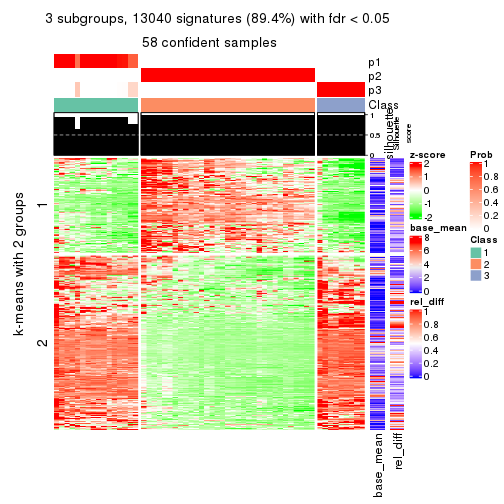 3 subgroups, 13040 signatures (89.4%) with fdr < 0.05
58 confident samples
p1
p2
p3
Class
1
0.5
0
silhouette
Silhouette
score
k-means with 2 groups
1
2
base_mean
rel_diff
z-score
2
1
0
-1
-2
base_mean
8
6
4
2
0
rel_diff
1
0.8
0.6
0.4
0.2
0
Prob
1
0.8
0.6
0.4
0.2
0
Class
1
2
3